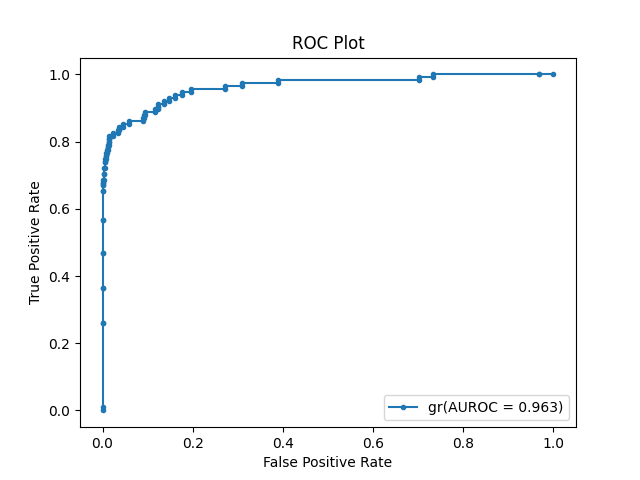 ROC Plot
True Positive Rate
1.0
0.8
0.6
0.4
0.2
0.0
0.0 0.2 0.4 0.6 0.8 1.0
False Positive Rate
gr(AUROC = 0.963)